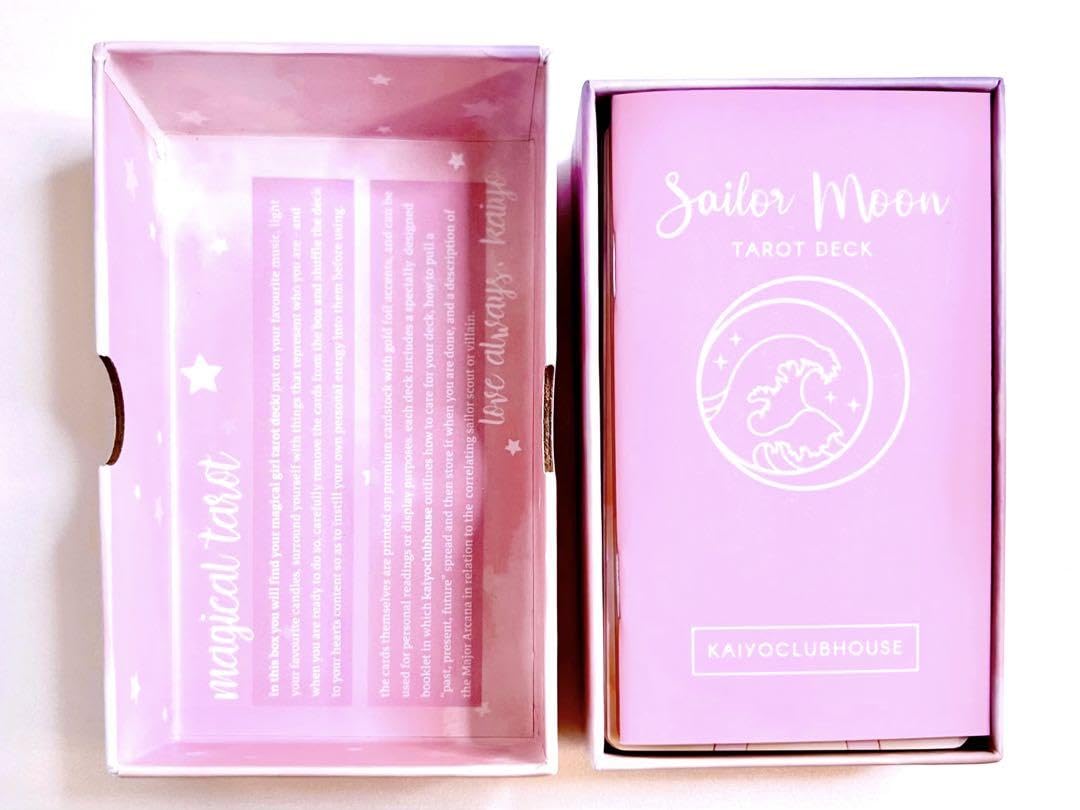 magical tarot
In this box you will find your magical girl tarot deck! put on your favourite music, light
your favourite candles, surround yourself with things that represent who you are and
when you are ready to do so, carefully remove the cards from the box and shuffle the deck
to your hearts content so as to instill your own personal energy into them before using.
the cards themselves are printed on premium cardstock with gold foil accents, and can be
used for personal readings or display purposes. each deck includes a specially designed
booklet in which kaiyoclubhouse outlines how to care for your deck, how to pull a
"past, present, future" spread and then store it when you are done, and a description of
the Major Arcana in relation to the correlating sailor scout or villain.
love always, kaiyo
Sailor Moon
TAROT DECK
KAIYOCLUBHOUSE